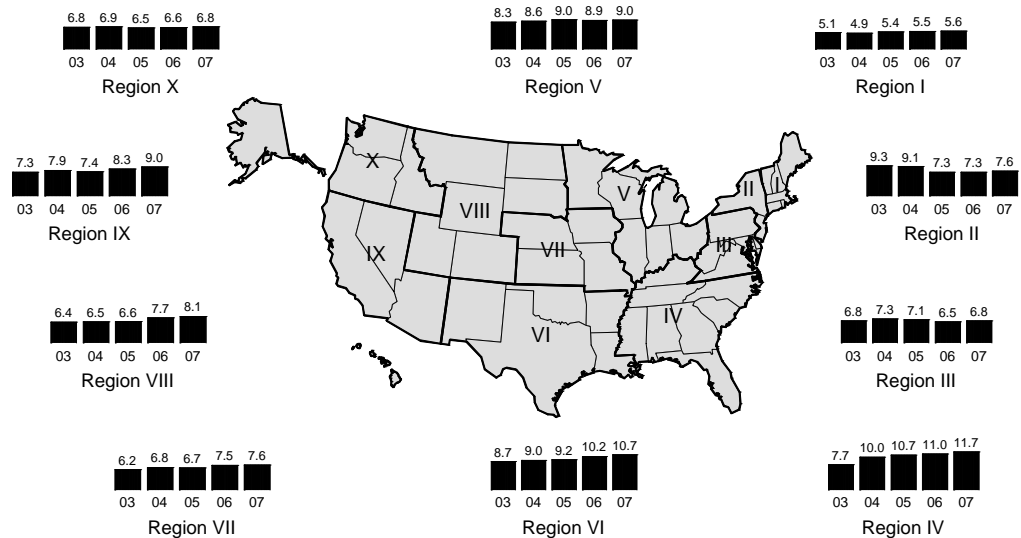 6.8 6.9 6.5 6.6 6.8
03 04 05 06 07
Region X
8.3 8.6 9.0 8.9 9.0
03 04 05 06 07
Region V
5.1 4.9 5.4 5.5 5.6
03 04 05 06 07
Region I
7.3 7.9 7.4 8.3 9.0
03 04 05 06 07
Region IX
9.3 9.1 7.3 7.3 7.6
03 04 05 06 07
Region II
X
VIII
IX
VII
VI
V
II
I
III
IV
6.4 6.5 6.6 7.7 8.1
03 04 05 06 07
Region VIII
6.8 7.3 7.1 6.5 6.8
03 04 05 06 07
Region III
6.2 6.8 6.7 7.5 7.6
03 04 05 06 07
Region VII
8.7 9.0 9.2 10.2 10.7
03 04 05 06 07
Region VI
7.7 10.0 10.7 11.0 11.7
03 04 05 06 07
Region IV